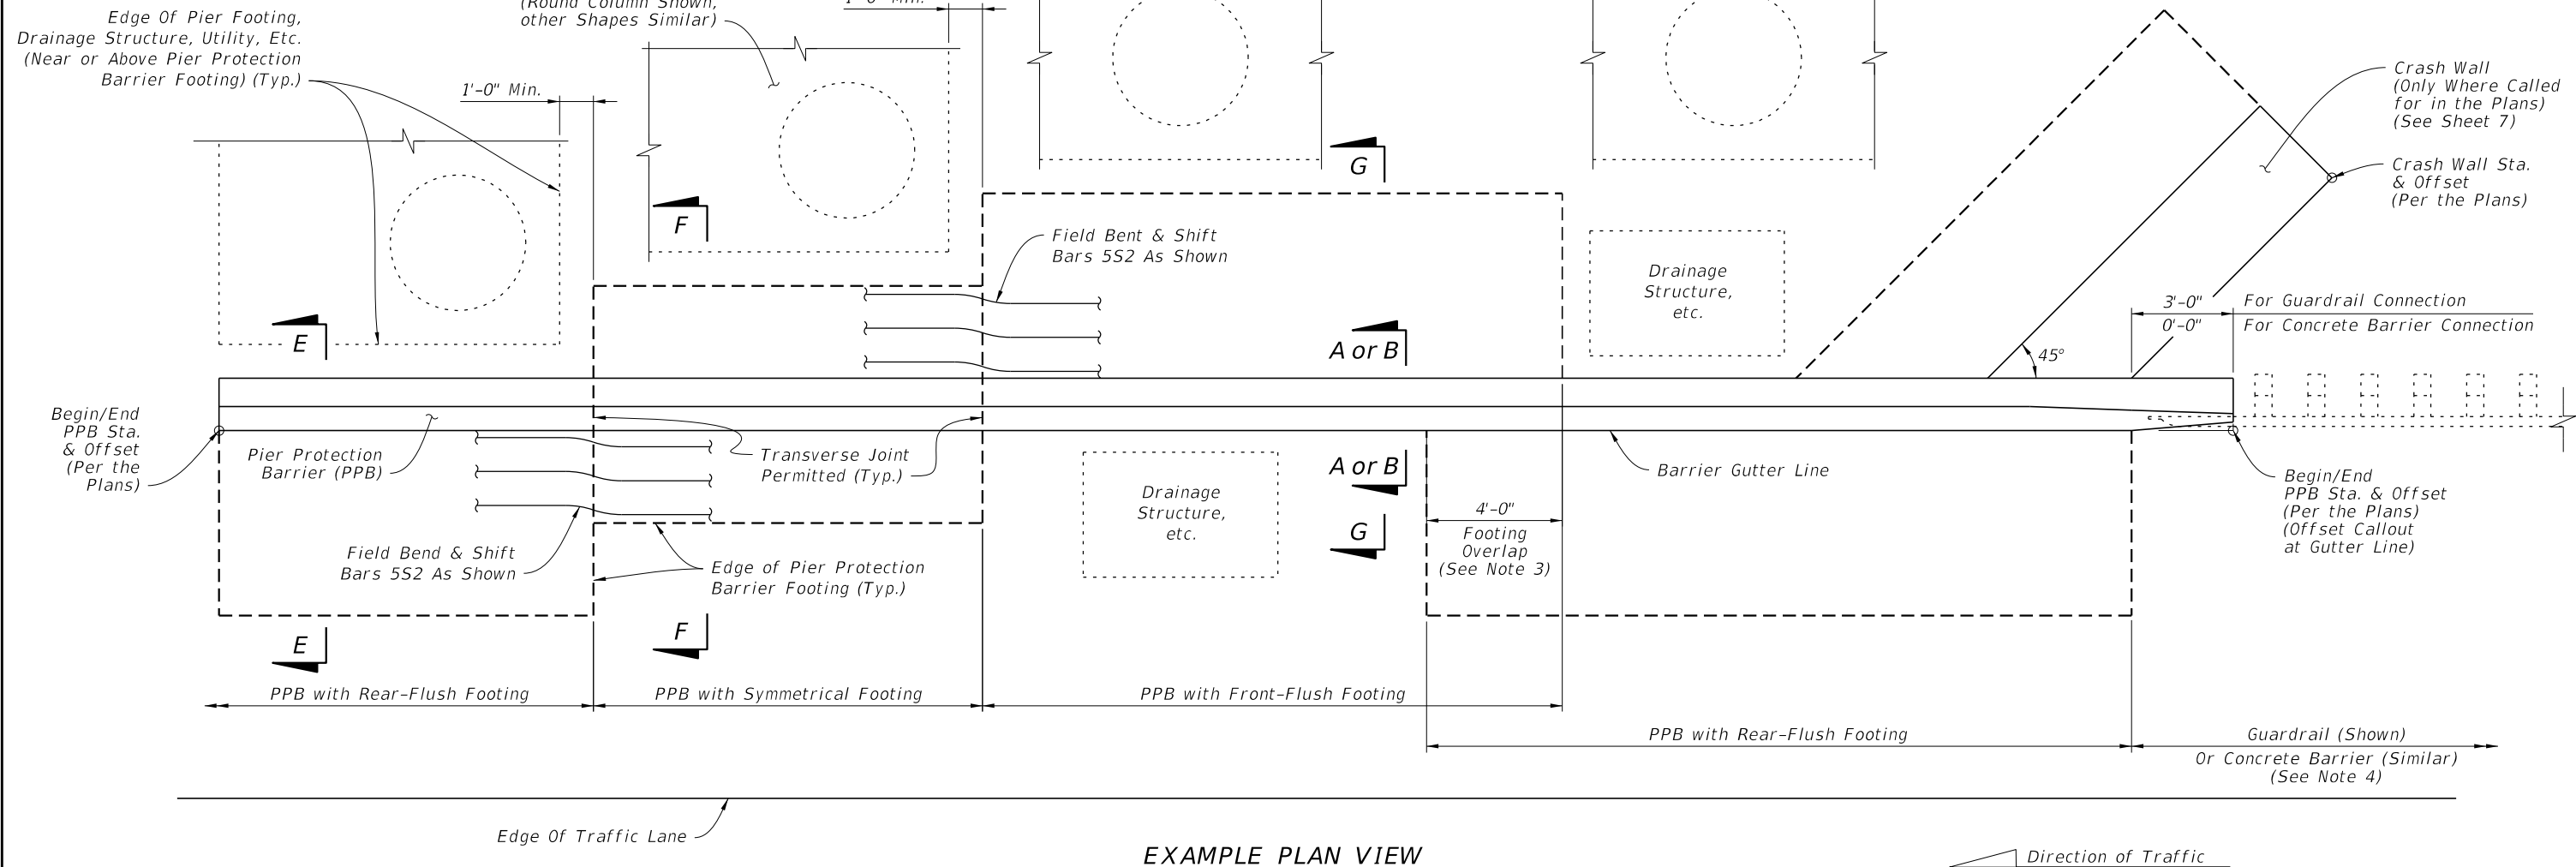 Edge Of Pier Footing,
Drainage Structure, Utility, Etc.
(Near or Above Pier Protection
Barrier Footing) (Typ.)
(Round Column Shown,
other Shapes Similar)
1'-0" Min.
1'-0" Min.
Crash Wall
(Only Where Called
for in the Plans)
(See Sheet 7)
Crash Wall Sta.
& Offset
(Per the Plans)
G
F
E
Field Bent & Shift
Bars 5S2 As Shown
Drainage
Structure,
etc.
A or B
3'-0"
For Guardrail Connection
0'-0"
For Concrete Barrier Connection
45°
Begin/End
PPB Sta.
& Offset
(Per the
Plans)
Pier Protection
Barrier (PPB)
Transverse Joint
Permitted (Typ.)
A or B
Barrier Gutter Line
Drainage
Structure,
etc.
G
4'-0"
Footing
Overlap
(See Note 3)
Begin/End
PPB Sta. & Offset
(Per the Plans)
(Offset Callout
at Gutter Line)
Field Bend & Shift
Bars 5S2 As Shown
Edge of Pier Protection
Barrier Footing (Typ.)
E
F
PPB with Rear-Flush Footing
PPB with Symmetrical Footing
PPB with Front-Flush Footing
PPB with Rear-Flush Footing
Guardrail (Shown)
Or Concrete Barrier (Similar)
(See Note 4)
Edge Of Traffic Lane
EXAMPLE PLAN VIEW
Direction of Traffic